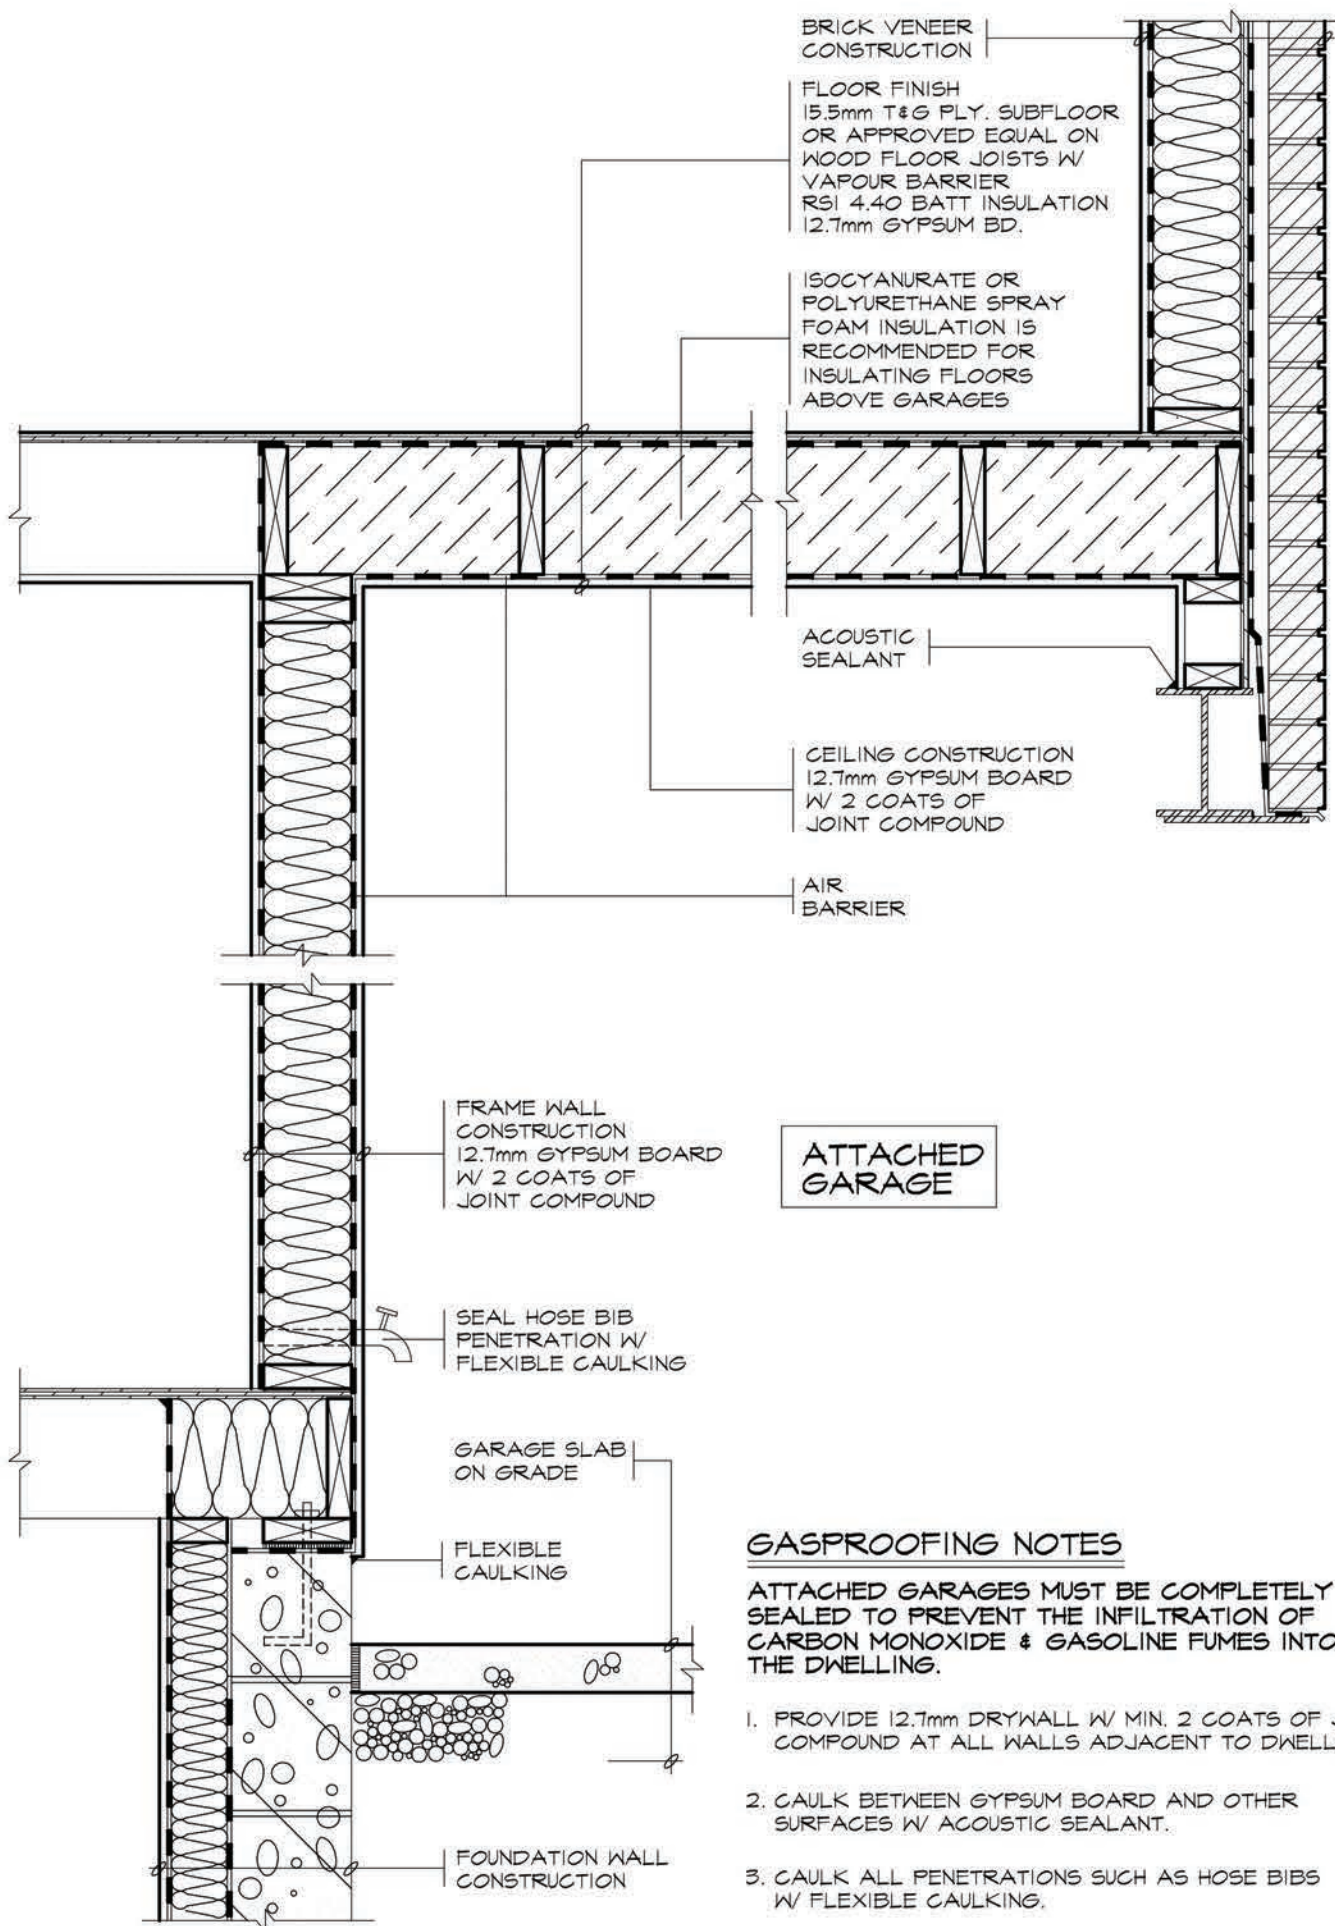 BRICK VENEER
CONSTRUCTION
FLOOR FINISH
15.5mm T&G PLY. SUBFLOOR
OR APPROVED EQUAL ON
WOOD FLOOR JOISTS W/
VAPOUR BARRIER
RSI 4.40 BATT INSULATION
12.7mm GYPSUM BD.
ISOCYANURATE OR
POLYURETHANE SPRAY
FOAM INSULATION IS
RECOMMENDED FOR
INSULATING FLOORS
ABOVE GARAGES
ACOUSTIC
SEALANT
CEILING CONSTRUCTION
12.7mm GYPSUM BOARD
W/ 2 COATS OF
JOINT COMPOUND
AIR
BARRIER
FRAME WALL
CONSTRUCTION
12.7mm GYPSUM BOARD
W/ 2 COATS OF
JOINT COMPOUND
ATTACHED
GARAGE
SEAL HOSE BIB
PENETRATION W/
FLEXIBLE CAULKING
GARAGE SLAB
ON GRADE
FLEXIBLE
CAULKING
FOUNDATION WALL
CONSTRUCTION
GASPROOFING NOTES
ATTACHED GARAGES MUST BE COMPLETELY
SEALED TO PREVENT THE INFILTRATION OF
CARBON MONOXIDE & GASOLINE FUMES INTO
THE DWELLING.
1. PROVIDE 12.7mm DRYWALL W/ MIN. 2 COATS OF
COMPOUND AT ALL WALLS ADJACENT TO
2. CAULK BETWEEN GYPSUM BOARD AND OTHER
SURFACES W/ ACOUSTIC SEALANT.
3. CAULK ALL PENETRATIONS SUCH AS HOSE BIBS
W/ FLEXIBLE CAULKING.